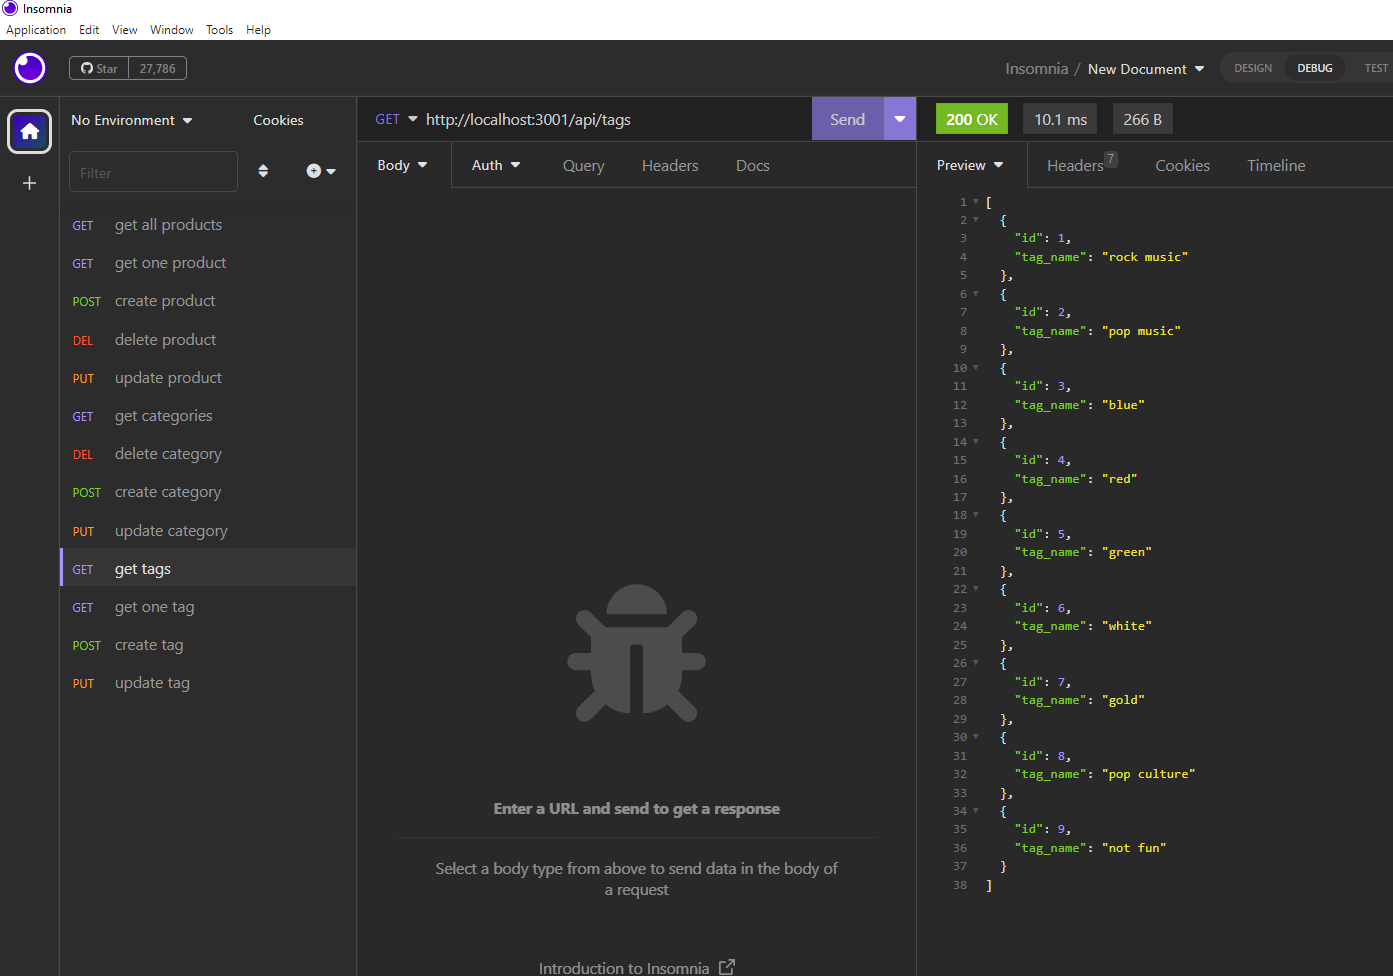 Insomnia
Application Edit View Window Tools Help
Star 27,786
Insomnia / New Document DESIGN DEBUG TEST
No Environment Cookies
Filter
GET get all products
GET get one product
POST create product
DEL delete product
PUT update product
GET get categories
DEL delete category
POST create category
PUT update category
GET get tags
GET get one tag
POST create tag
PUT update tag
GET http://localhost:3001/api/tags Send
Body Auth Query Headers Docs
Enter a URL and send to get a response
Select a body type from above to send data in the body of
a request
Introduction to Insomnia
200 OK 10.1 ms 266 B
Preview Headers 7 Cookies Timeline
1 [
2 {
3 "id": 1,
4 "tag_name": "rock music"
5 },
6 {
7 "id": 2,
8 "tag_name": "pop music"
9 },
10 {
11 "id": 3,
12 "tag_name": "blue"
13 },
14 {
15 "id": 4,
16 "tag_name": "red"
17 },
18 {
19 "id": 5,
20 "tag_name": "green"
21 },
22 {
23 "id": 6,
24 "tag_name": "white"
25 },
26 {
27 "id": 7,
28 "tag_name": "gold"
29 },
30 {
31 "id": 8,
32 "tag_name": "pop culture"
33 },
34 {
35 "id": 9,
36 "tag_name": "not fun"
37 }
38 ]